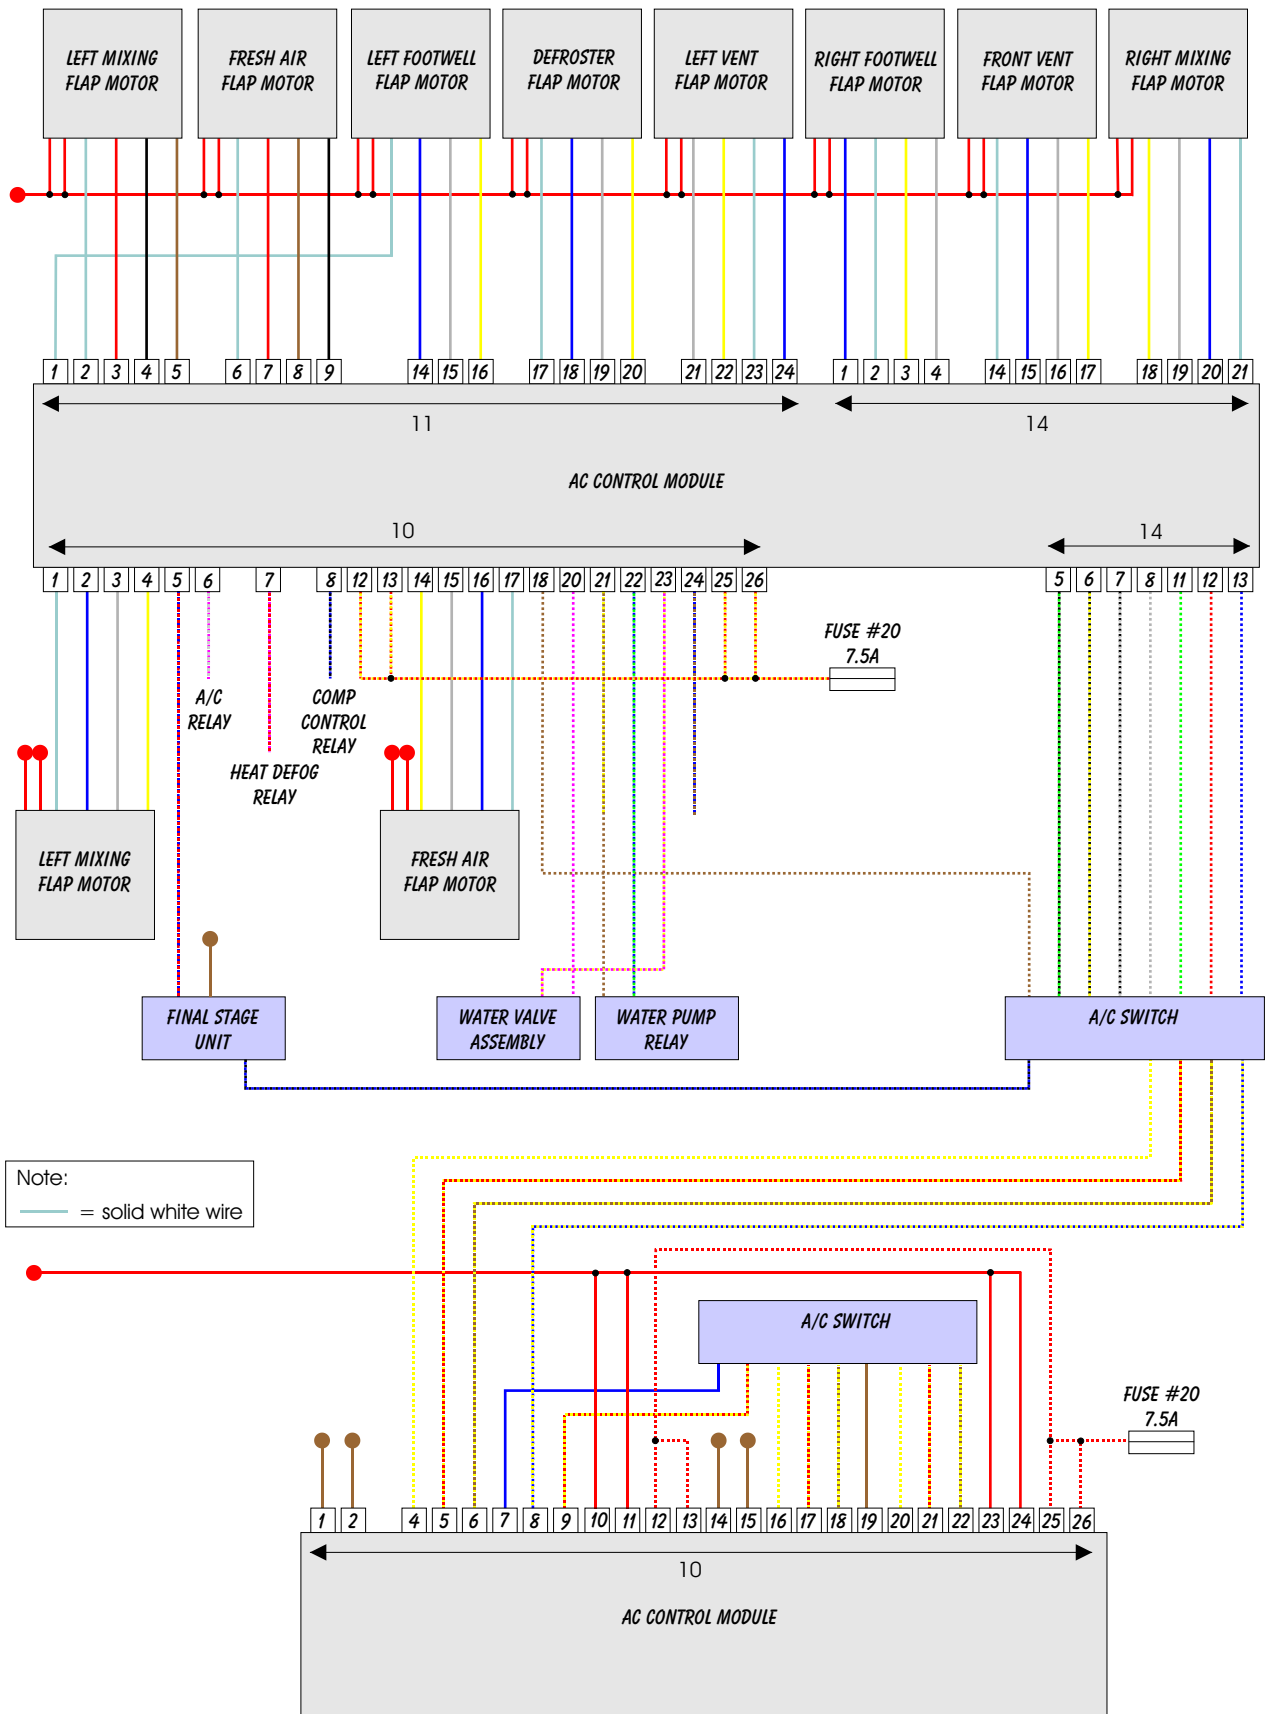 LEFT MIXING
FLAP MOTOR
FRESH AIR
FLAP MOTOR
LEFT FOOTWELL
FLAP MOTOR
DEFROSTER
FLAP MOTOR
LEFT VENT
FLAP MOTOR
RIGHT FOOTWELL
FLAP MOTOR
FRONT VENT
FLAP MOTOR
RIGHT MIXING
FLAP MOTOR
1 2 3 4 5 6 7 8 9 14 15 16 17 18 19 20 21 22 23 24 1 2 3 4 14 15 16 17 18 19 20 21
11 14
AC CONTROL MODULE
10 14
1 2 3 4 5 6 7 8 12 13 14 15 16 17 18 20 21 22 23 24 25 26 5 6 7 8 11 12 13
FUSE #20
7.5A
A/C
RELAY
COMP
CONTROL
RELAY
HEAT DEFOG
RELAY
LEFT MIXING
FLAP MOTOR
FRESH AIR
FLAP MOTOR
FINAL STAGE
UNIT
WATER VALVE
ASSEMBLY
WATER PUMP
RELAY
A/C SWITCH
Note:
= solid white wire
A/C SWITCH
FUSE #20
7.5A
1 2 4 5 6 7 8 9 10 11 12 13 14 15 16 17 18 19 20 21 22 23 24 25 26
10
AC CONTROL MODULE